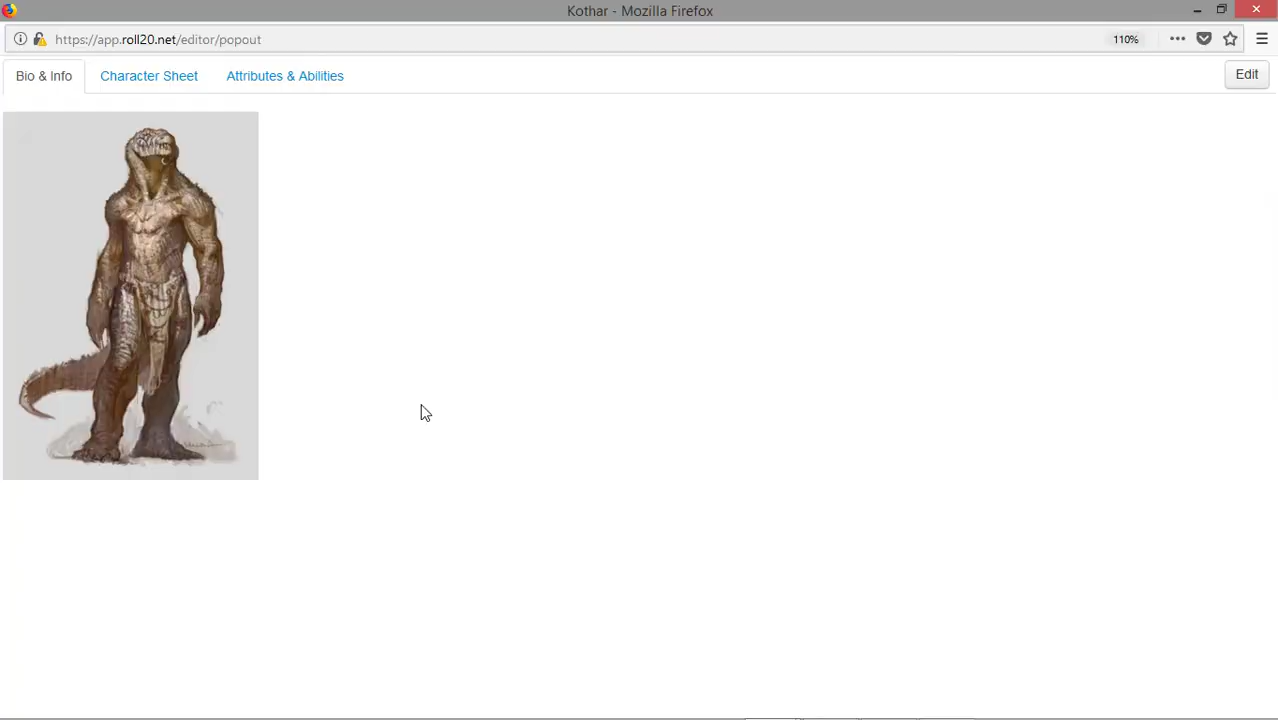 Kothar - Mozilla Firefox
https://app.roll20.net/editor/popout
110%
Bio & Info
Character Sheet
Attributes & Abilities
Edit